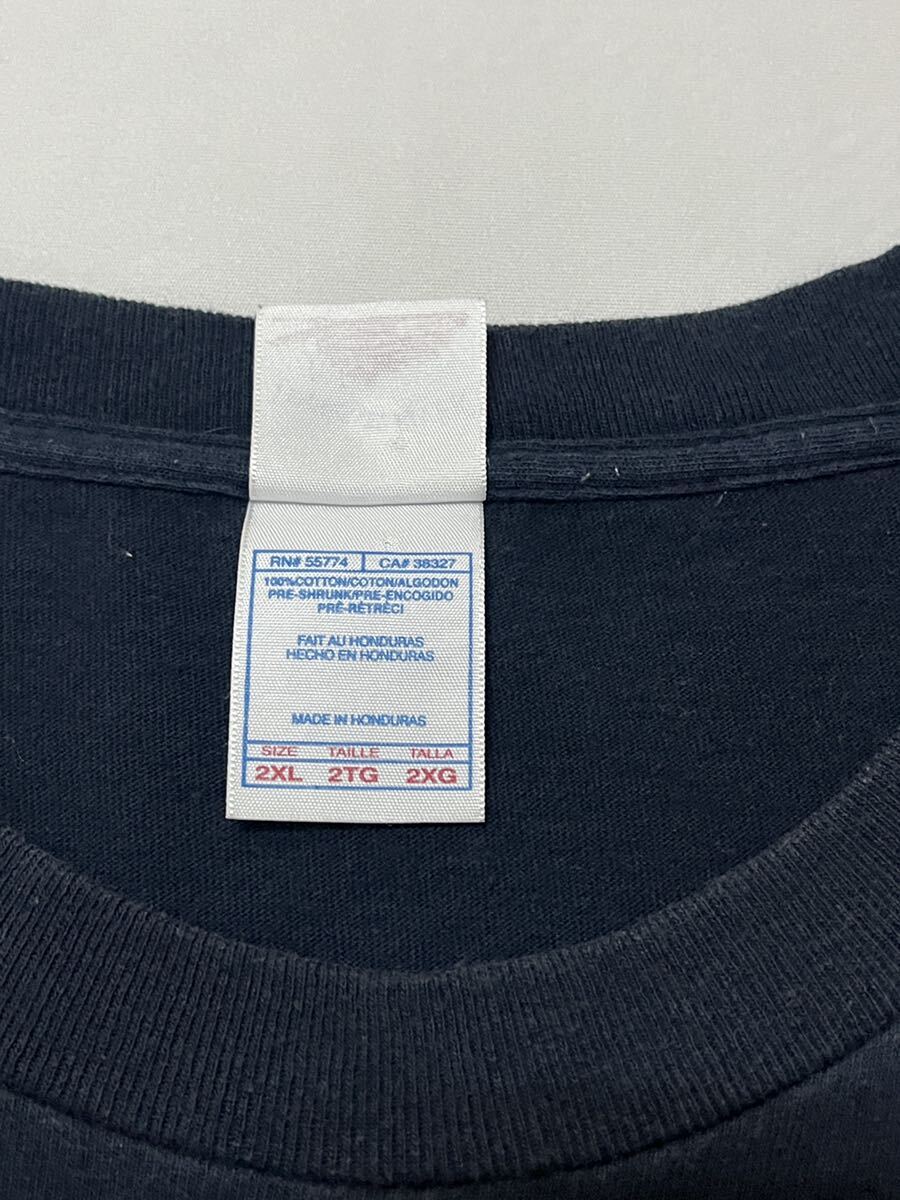 RN# 55774 CA# 38327
100%COTTON/COTON/ALGODON
PRE-SHRUNK/PRE-ENCOGIDO
PRÉ-RÉTRÉCI
FAIT AU HONDURAS
HECHO EN HONDURAS
MADE IN HONDURAS
SIZE TAILLE TALLA
2XL 2TG 2XG